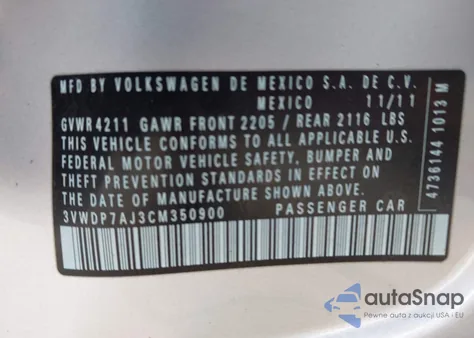 MFD BY VOLKSWAGEN DE MEXICO S.A. DE C.V.
MEXICO 11/11
GVWR 4211 GAWR FRONT 2205 / REAR 2116 LBS
THIS VEHICLE CONFORMS TO ALL APPLICABLE
FEDERAL MOTOR VEHICLE SAFETY, BUMPER AND
THEFT PREVENTION STANDARDS IN EFFECT ON
THE DATE OF MANUFACTURE SHOWN ABOVE
3VWDP7AJ3CM350900 PASSENGER CAR
4736144 1013 M
autoSnap
Pewne auta z aukcji USA i EU